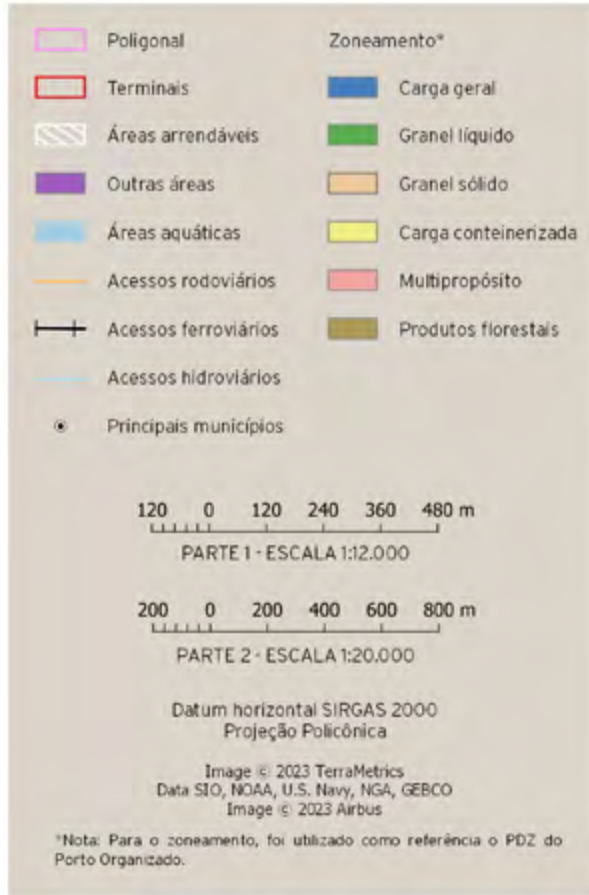 Poligonal
Terminais
Áreas arrendáveis
Outras áreas
Áreas aquáticas
Acessos rodoviários
Acessos ferroviários
Acessos hidroviários
Principais municípios
Zoneamento*
Carga geral
Granel líquido
Granel sólido
Carga conteinerizada
Multipropósito
Produtos florestais
120 0 120 240 360 480 m
PARTE 1 - ESCALA 1:12.000
200 0 200 400 600 800 m
PARTE 2 - ESCALA 1:20.000
Datum horizontal SIRGAS 2000
Projeção Policônica
Image © 2023 TerraMetrics
Data SIO, NOAA, U.S. Navy, NGA, GEBCO
Image © 2023 Airbus
*Nota: Para o zoneamento, foi utilizado como referência o PDZ do
Porto Organizado.